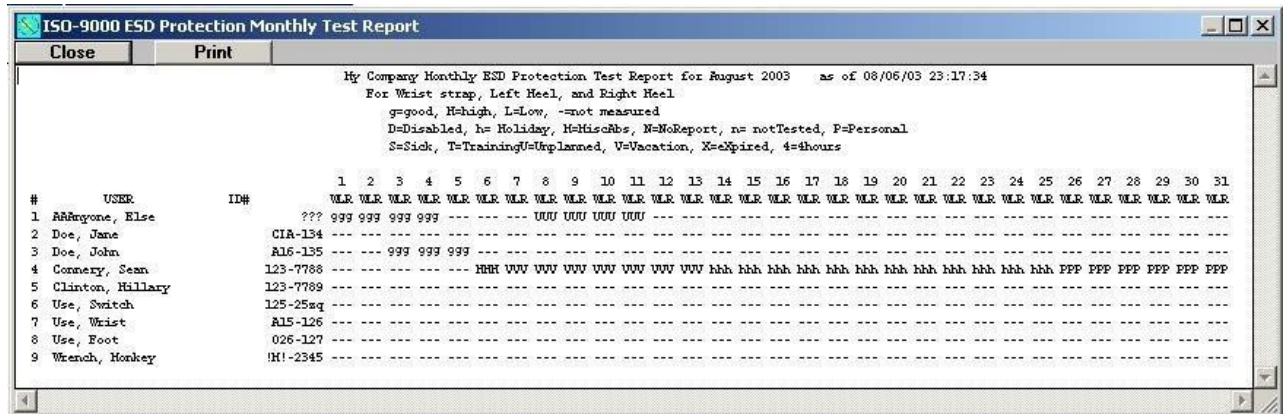 ISO-9000 ESD Protection Monthly Test Report
Close Print
My Company Monthly ESD Protection Test Report for August 2003 as of 08/06/03 23:17:34
For Wrist strap, Left Heel, and Right Heel
g=good, H=high, L=Low, -=not measured
D=Disabled, h= Holiday, M=MiscAbs, N=NoReport, n= notTested, P=Personal
S=Sick, T=TrainingU=Unplanned, V=Vacation, X=eXpired, 4=4hours
1 2 3 4 5 6 7 8 9 10 11 12 13 14 15 16 17 18 19 20 21 22 23 24 25 26 27 28 29 30 31
# USER ID# WLR WLR WLR WLR WLR WLR WLR WLR WLR WLR WLR WLR WLR WLR WLR WLR WLR WLR WLR WLR WLR WLR WLR WLR WLR WLR WLR WLR WLR WLR WLR
1 AAAnyone, Else ??? ggg ggg ggg ggg --- --- --- UUU UUU UUU UUU --- --- --- --- --- --- --- --- --- --- --- --- --- --- --- --- --- --- --- ---
2 Doe, Jane CIA-134 --- --- --- --- --- --- --- --- --- --- --- --- --- --- --- --- --- --- --- --- --- --- --- --- --- --- --- --- --- --- ---
3 Doe, John A16-135 --- --- ggg ggg ggg --- --- --- --- --- --- --- --- --- --- --- --- --- --- --- --- --- --- --- --- --- --- --- --- --- ---
4 Connery, Sean 123-7788 --- --- --- --- --- MMM VVV VVV VVV VVV VVV VVV VVV hhh hhh hhh hhh hhh hhh hhh hhh hhh hhh hhh hhh PPP PPP PPP PPP PPP PPP
5 Clinton, Hillary 123-7789 --- --- --- --- --- --- --- --- --- --- --- --- --- --- --- --- --- --- --- --- --- --- --- --- --- --- --- --- --- --- ---
6 Use, Switch 125-25zq --- --- --- --- --- --- --- --- --- --- --- --- --- --- --- --- --- --- --- --- --- --- --- --- --- --- --- --- --- --- ---
7 Use, Wrist A15-126 --- --- --- --- --- --- --- --- --- --- --- --- --- --- --- --- --- --- --- --- --- --- --- --- --- --- --- --- --- --- ---
8 Use, Foot 026-127 --- --- --- --- --- --- --- --- --- --- --- --- --- --- --- --- --- --- --- --- --- --- --- --- --- --- --- --- --- --- ---
9 Wrench, Monkey !M!-2345 --- --- --- --- --- --- --- --- --- --- --- --- --- --- --- --- --- --- --- --- --- --- --- --- --- --- --- --- --- --- ---